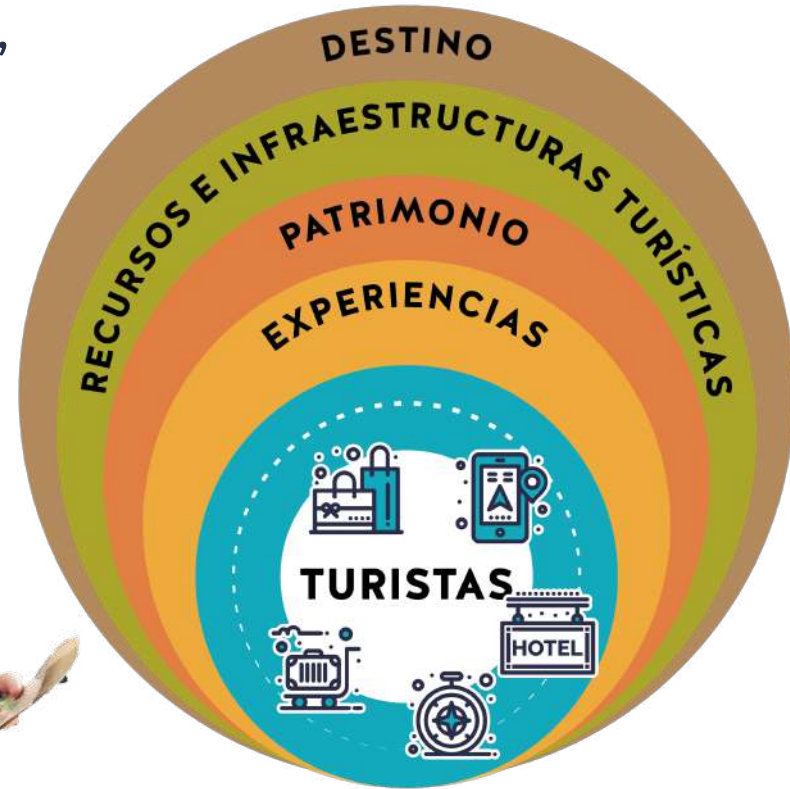 DESTINO
RECURSOS E INFRAESTRUCTURAS TURÍSTICAS
PATRIMONIO
EXPERIENCIAS
TURISTAS
HOTEL